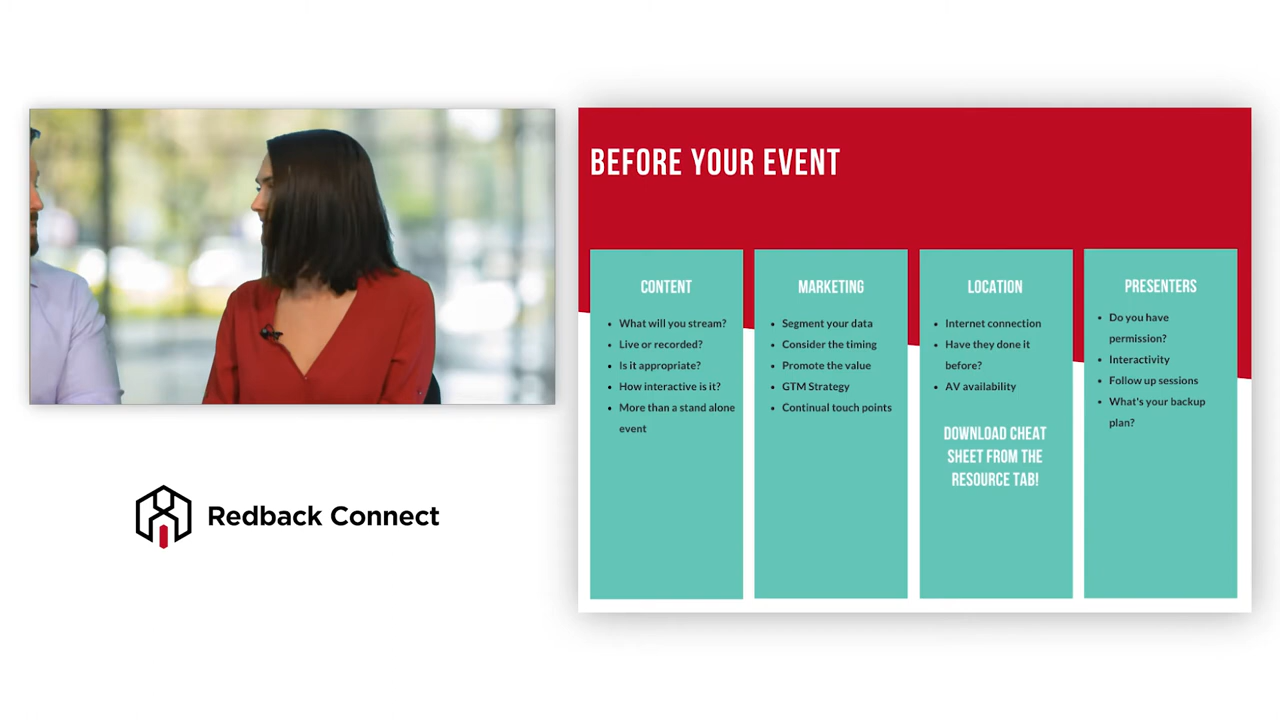 BEFORE YOUR EVENT
CONTENT
What will you stream?
Live or recorded?
Is it appropriate?
How interactive is it?
More than a stand alone
event
MARKETING
Segment your data
Consider the timing
Promote the value
GTM Strategy
Continual touch points
LOCATION
Internet connection
Have they done it
before?
AV availability
DOWNLOAD CHEAT
SHEET FROM THE
RESOURCE TAB!
PRESENTERS
Do you have
permission?
Interactivity
Follow up sessions
What's your backup
plan?
Redback Connect